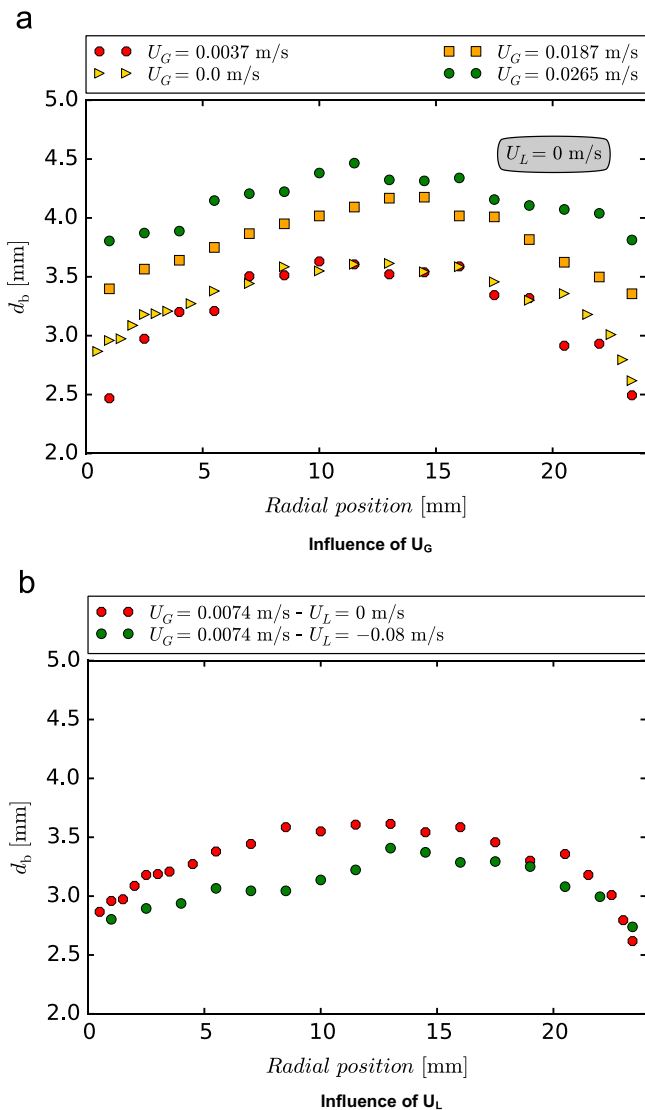 a
U_G = 0.0037 m/s U_G = 0.0187 m/s
U_G = 0.0 m/s U_G = 0.0265 m/s
5.0
4.5
4.0
3.5
3.0
2.5
2.0
d_b [mm]
U_L = 0 m/s
0 5 10 15 20
Radial position [mm]
Influence of U_G
b
U_G = 0.0074 m/s - U_L = 0 m/s
U_G = 0.0074 m/s - U_L = −0.08 m/s
5.0
4.5
4.0
3.5
3.0
2.5
2.0
d_b [mm]
0 5 10 15 20
Radial position [mm]
Influence of U_L